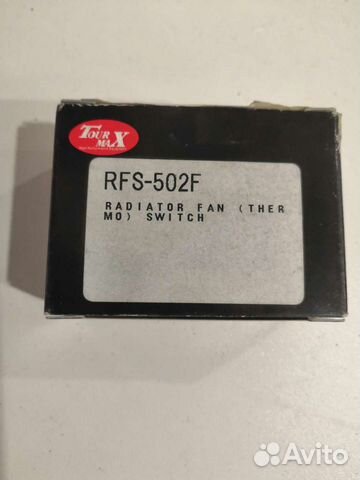 TOUR
MAX
RFS-502F
RADIATOR FAN (THER
MO) SWITCH
Avito